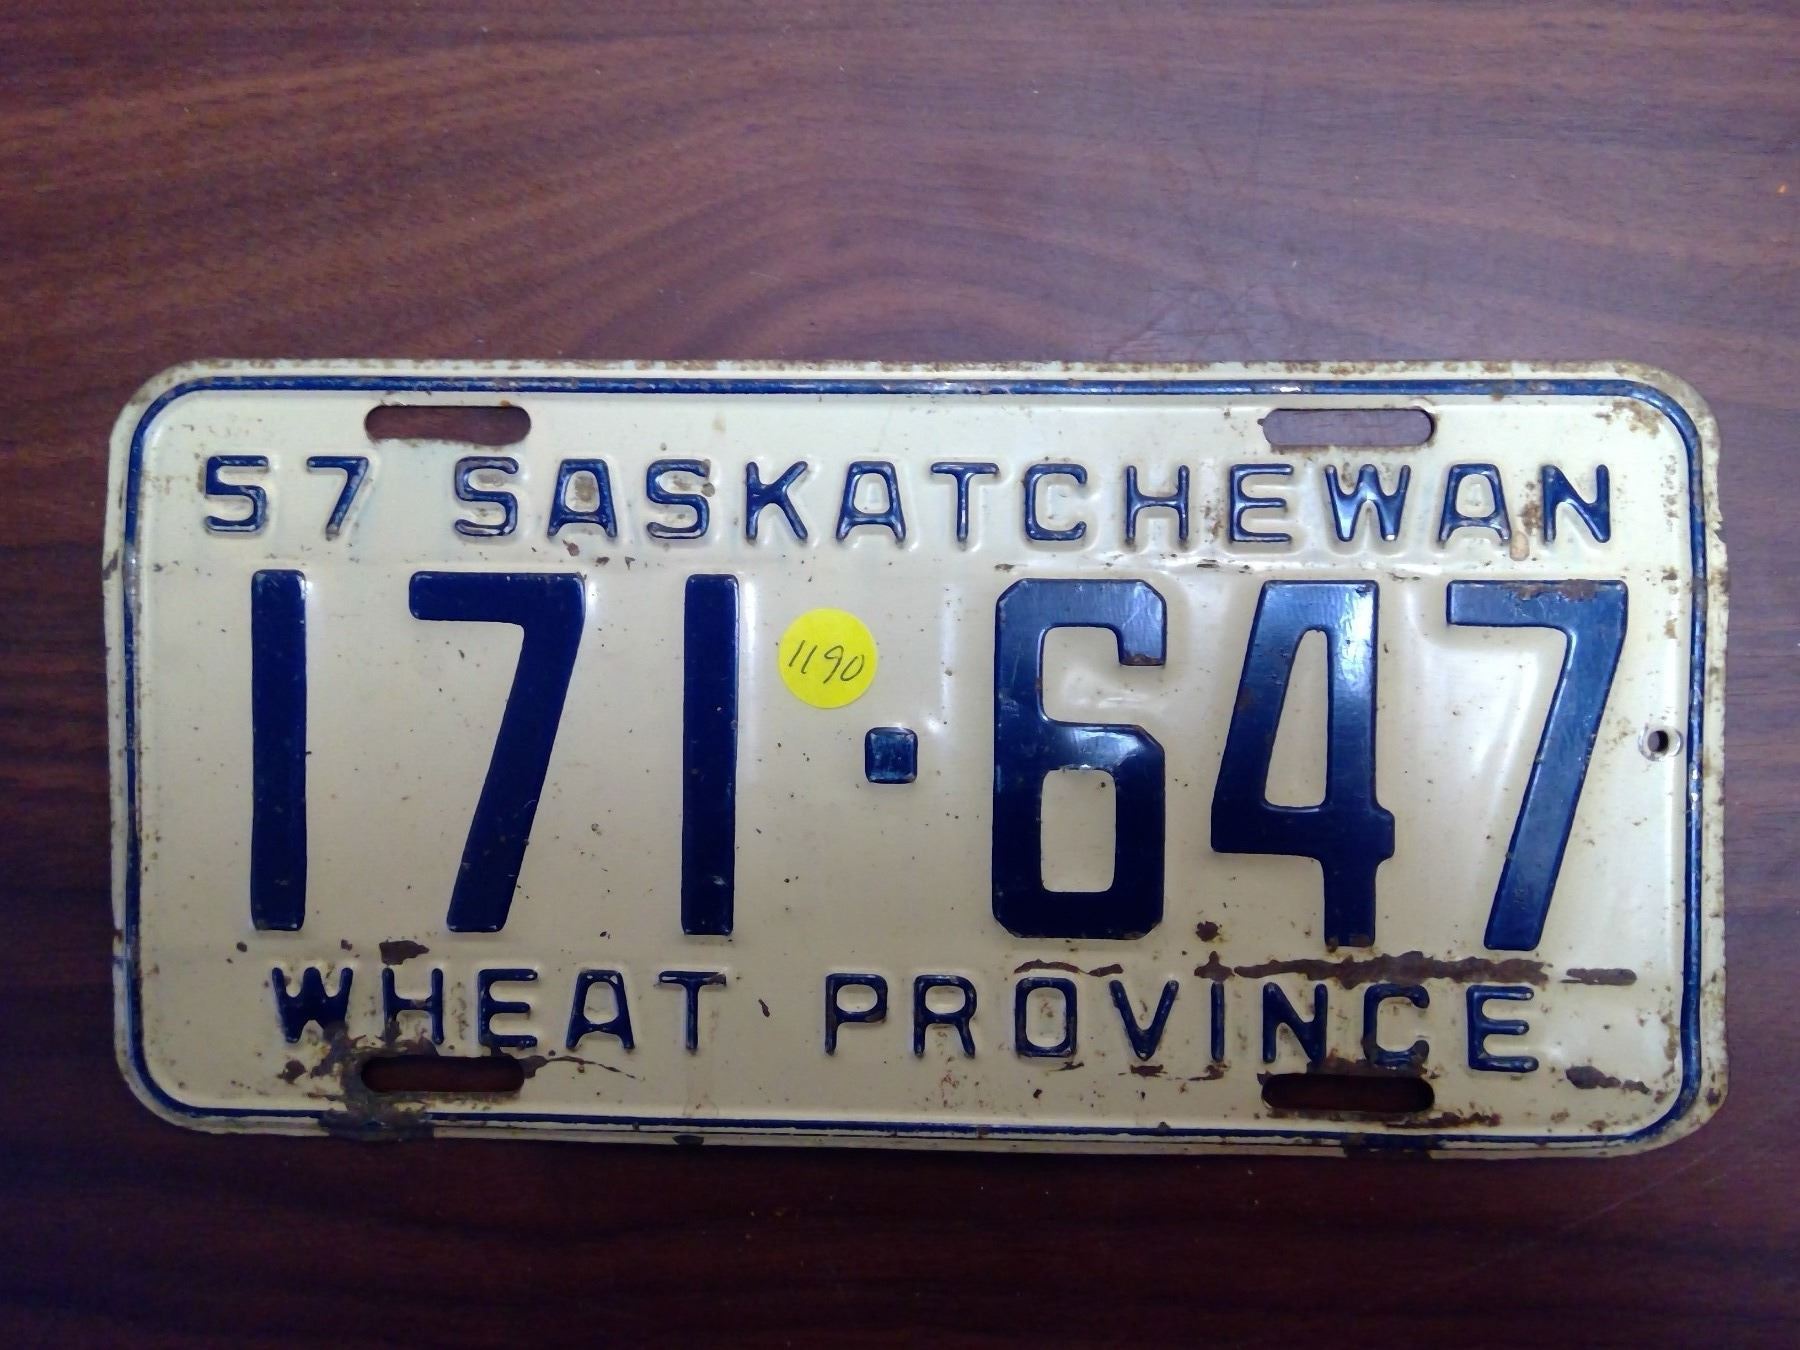 57 SASKATCHEWAN
171·647
1190
WHEAT PROVINCE